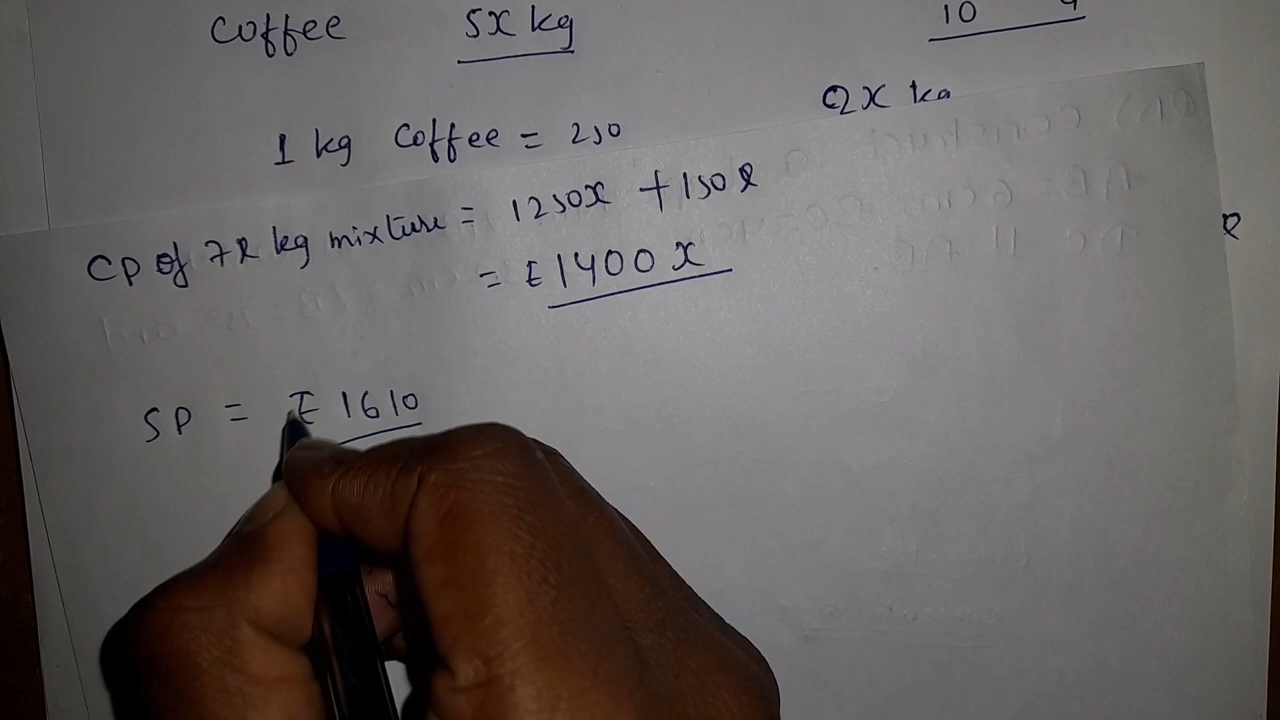 Coffee 5x kg
10
2x kg
1 kg Coffee = 250
CP of 7x kg mixture = 1250x + 150x
= ₹1400 x
SP = ₹ 1610